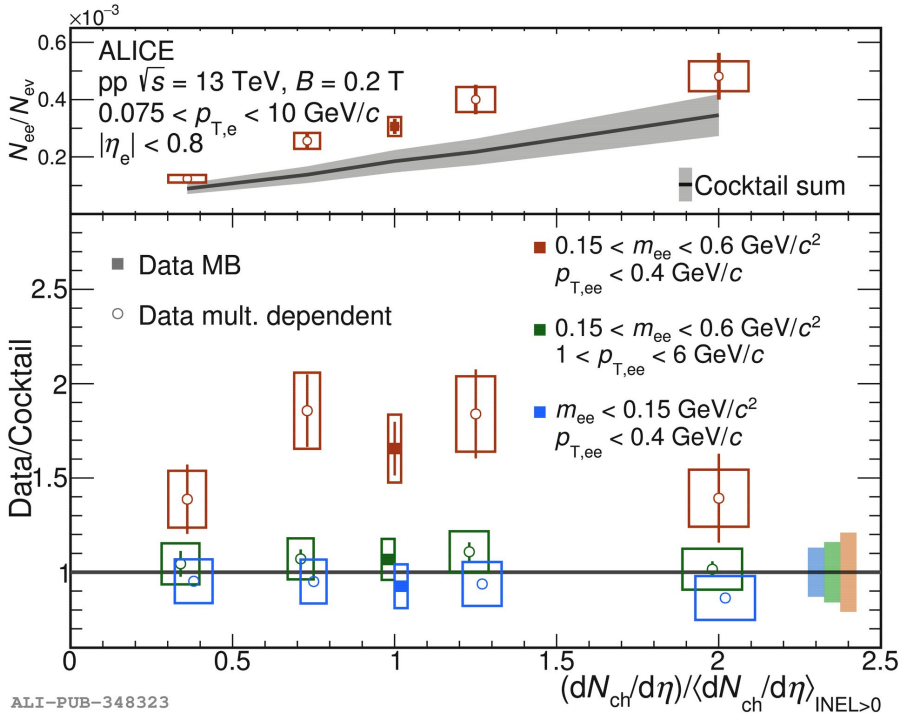 ×10⁻³
0.6
0.4
0.2
N_ee/N_ev
ALICE
pp √s = 13 TeV, B = 0.2 T
0.075 < p_T,e < 10 GeV/c
|η_e| < 0.8
Cocktail sum
Data MB
Data mult. dependent
0.15 < m_ee < 0.6 GeV/c²
p_T,ee < 0.4 GeV/c
0.15 < m_ee < 0.6 GeV/c²
1 < p_T,ee < 6 GeV/c
m_ee < 0.15 GeV/c²
p_T,ee < 0.4 GeV/c
Data/Cocktail
2.5
2
1.5
1
0 0.5 1 1.5 2 2.5
(dN_ch/dη)/⟨dN_ch/dη⟩_INEL>0
ALI-PUB-348323